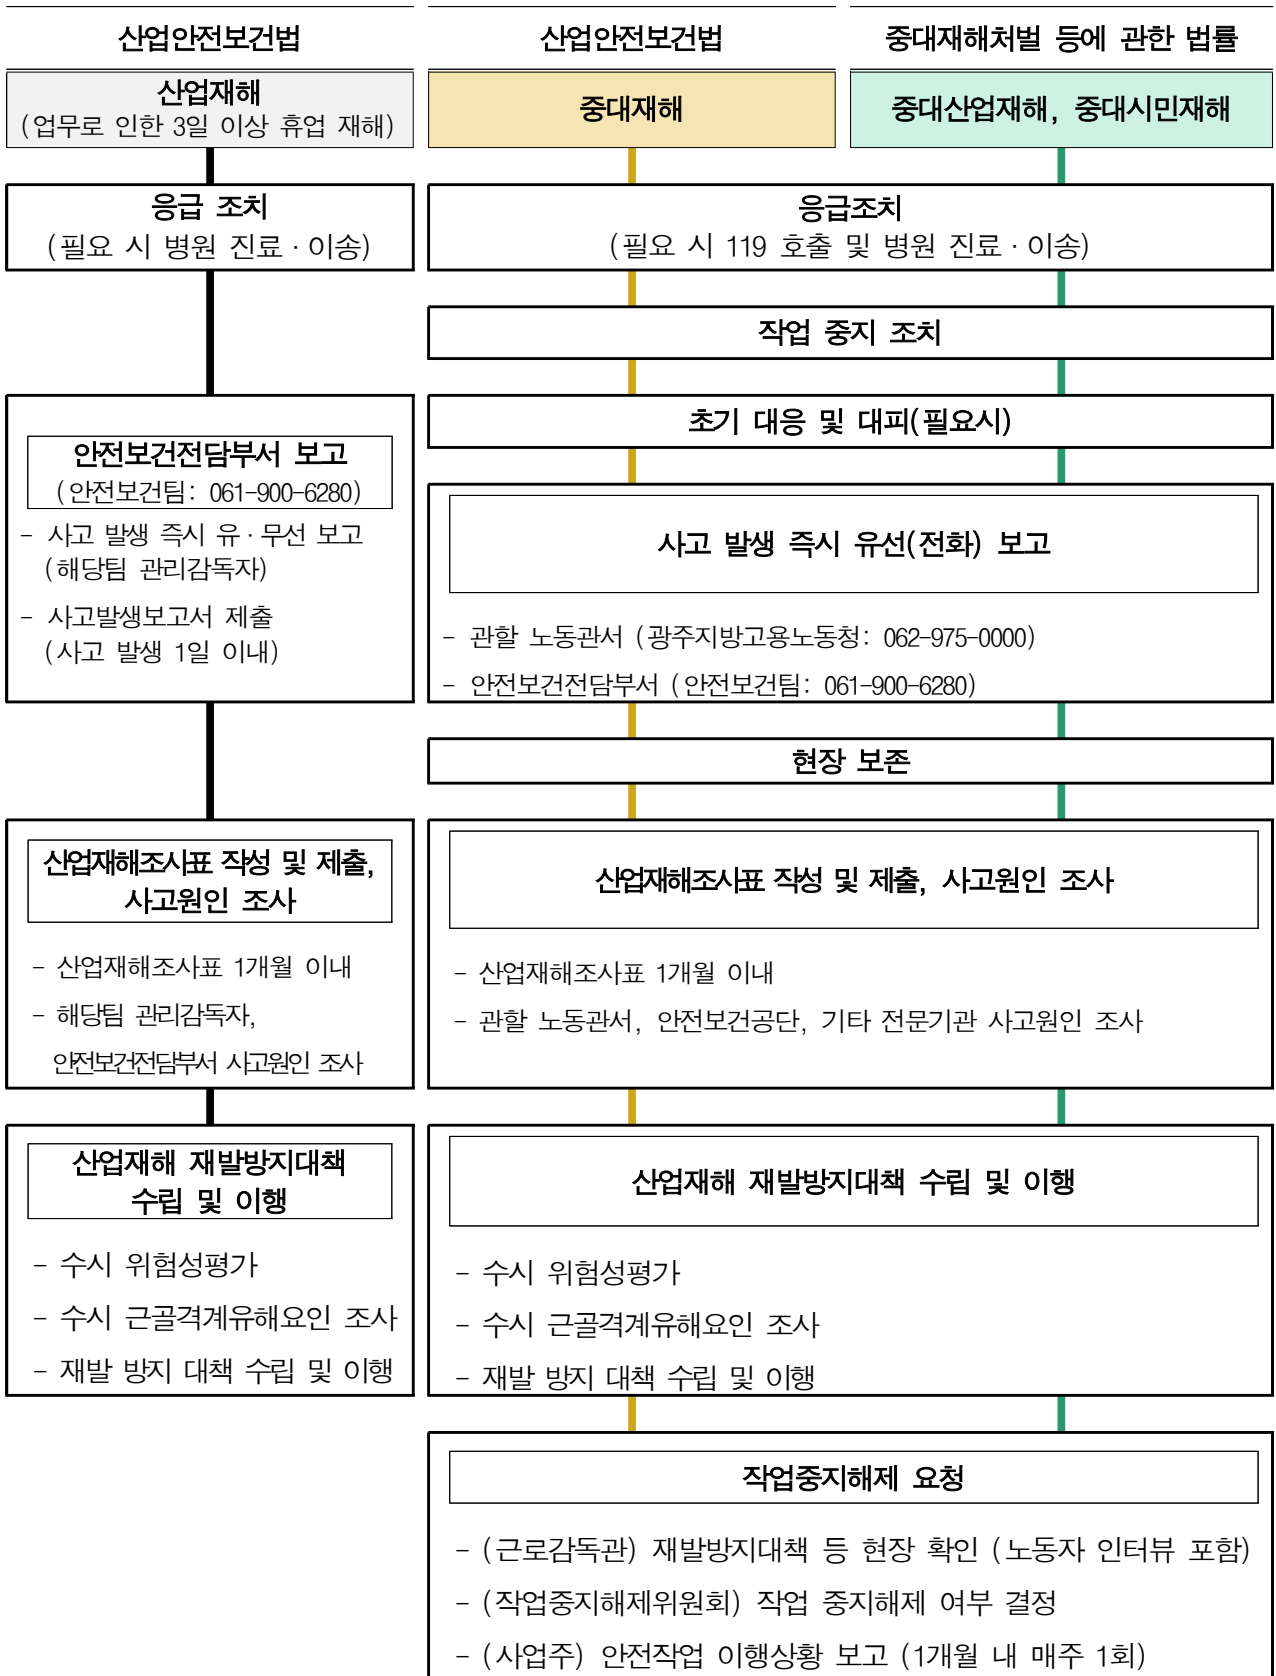 산업안전보건법
산업안전보건법
중대재해처벌 등에 관한 법률
산업재해
(업무로 인한 3일 이상 휴업 재해)
중대재해
중대산업재해, 중대시민재해
응급 조치
(필요 시 병원 진료·이송)
응급조치
(필요 시 119 호출 및 병원 진료·이송)
작업 중지 조치
초기 대응 및 대피(필요시)
안전보건전담부서 보고
(안전보건팀: 061-900-6280)
- 사고 발생 즉시 유·무선 보고
(해당팀 관리감독자)
- 사고발생보고서 제출
(사고 발생 1일 이내)
사고 발생 즉시 유선(전화) 보고
- 관할 노동관서 (광주지방고용노동청: 062-975-0000)
- 안전보건전담부서 (안전보건팀: 061-900-6280)
현장 보존
산업재해조사표 작성 및 제출,
사고원인 조사
- 산업재해조사표 1개월 이내
- 해당팀 관리감독자,
안전보건전담부서 사고원인 조사
산업재해조사표 작성 및 제출, 사고원인 조사
- 산업재해조사표 1개월 이내
- 관할 노동관서, 안전보건공단, 기타 전문기관 사고원인 조사
산업재해 재발방지대책
수립 및 이행
- 수시 위험성평가
- 수시 근골격계유해요인 조사
- 재발 방지 대책 수립 및 이행
산업재해 재발방지대책 수립 및 이행
- 수시 위험성평가
- 수시 근골격계유해요인 조사
- 재발 방지 대책 수립 및 이행
작업중지해제 요청
- (근로감독관) 재발방지대책 등 현장 확인 (노동자 인터뷰 포함)
- (작업중지해제위원회) 작업 중지해제 여부 결정
- (사업주) 안전작업 이행상황 보고 (1개월 내 매주 1회)